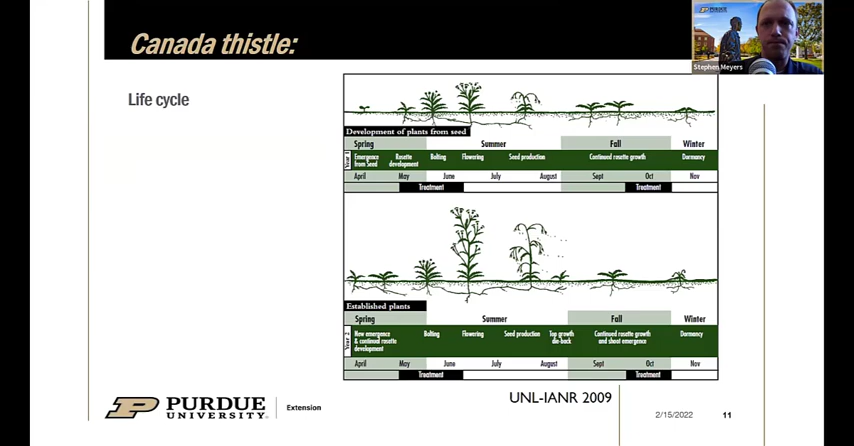 Canada thistle:
PURDUE UNIVERSITY
Stephen Meyers
Life cycle
Development of plants from seed
Spring Summer Fall Winter
Year 1
Emergence from Seed Rosette development Bolting Flowering Seed production Continued rosette growth Dormancy
April May June July August Sept Oct Nov
Treatment Treatment
Established plants
Spring Summer Fall Winter
Year 2
New emergence & continual rosette development Bolting Flowering Seed production Top growth die-back Continued rosette growth and shoot emergence Dormancy
April May June July August Sept Oct Nov
Treatment Treatment
UNL-IANR 2009
PURDUE
UNIVERSITY
Extension
2/15/2022
11